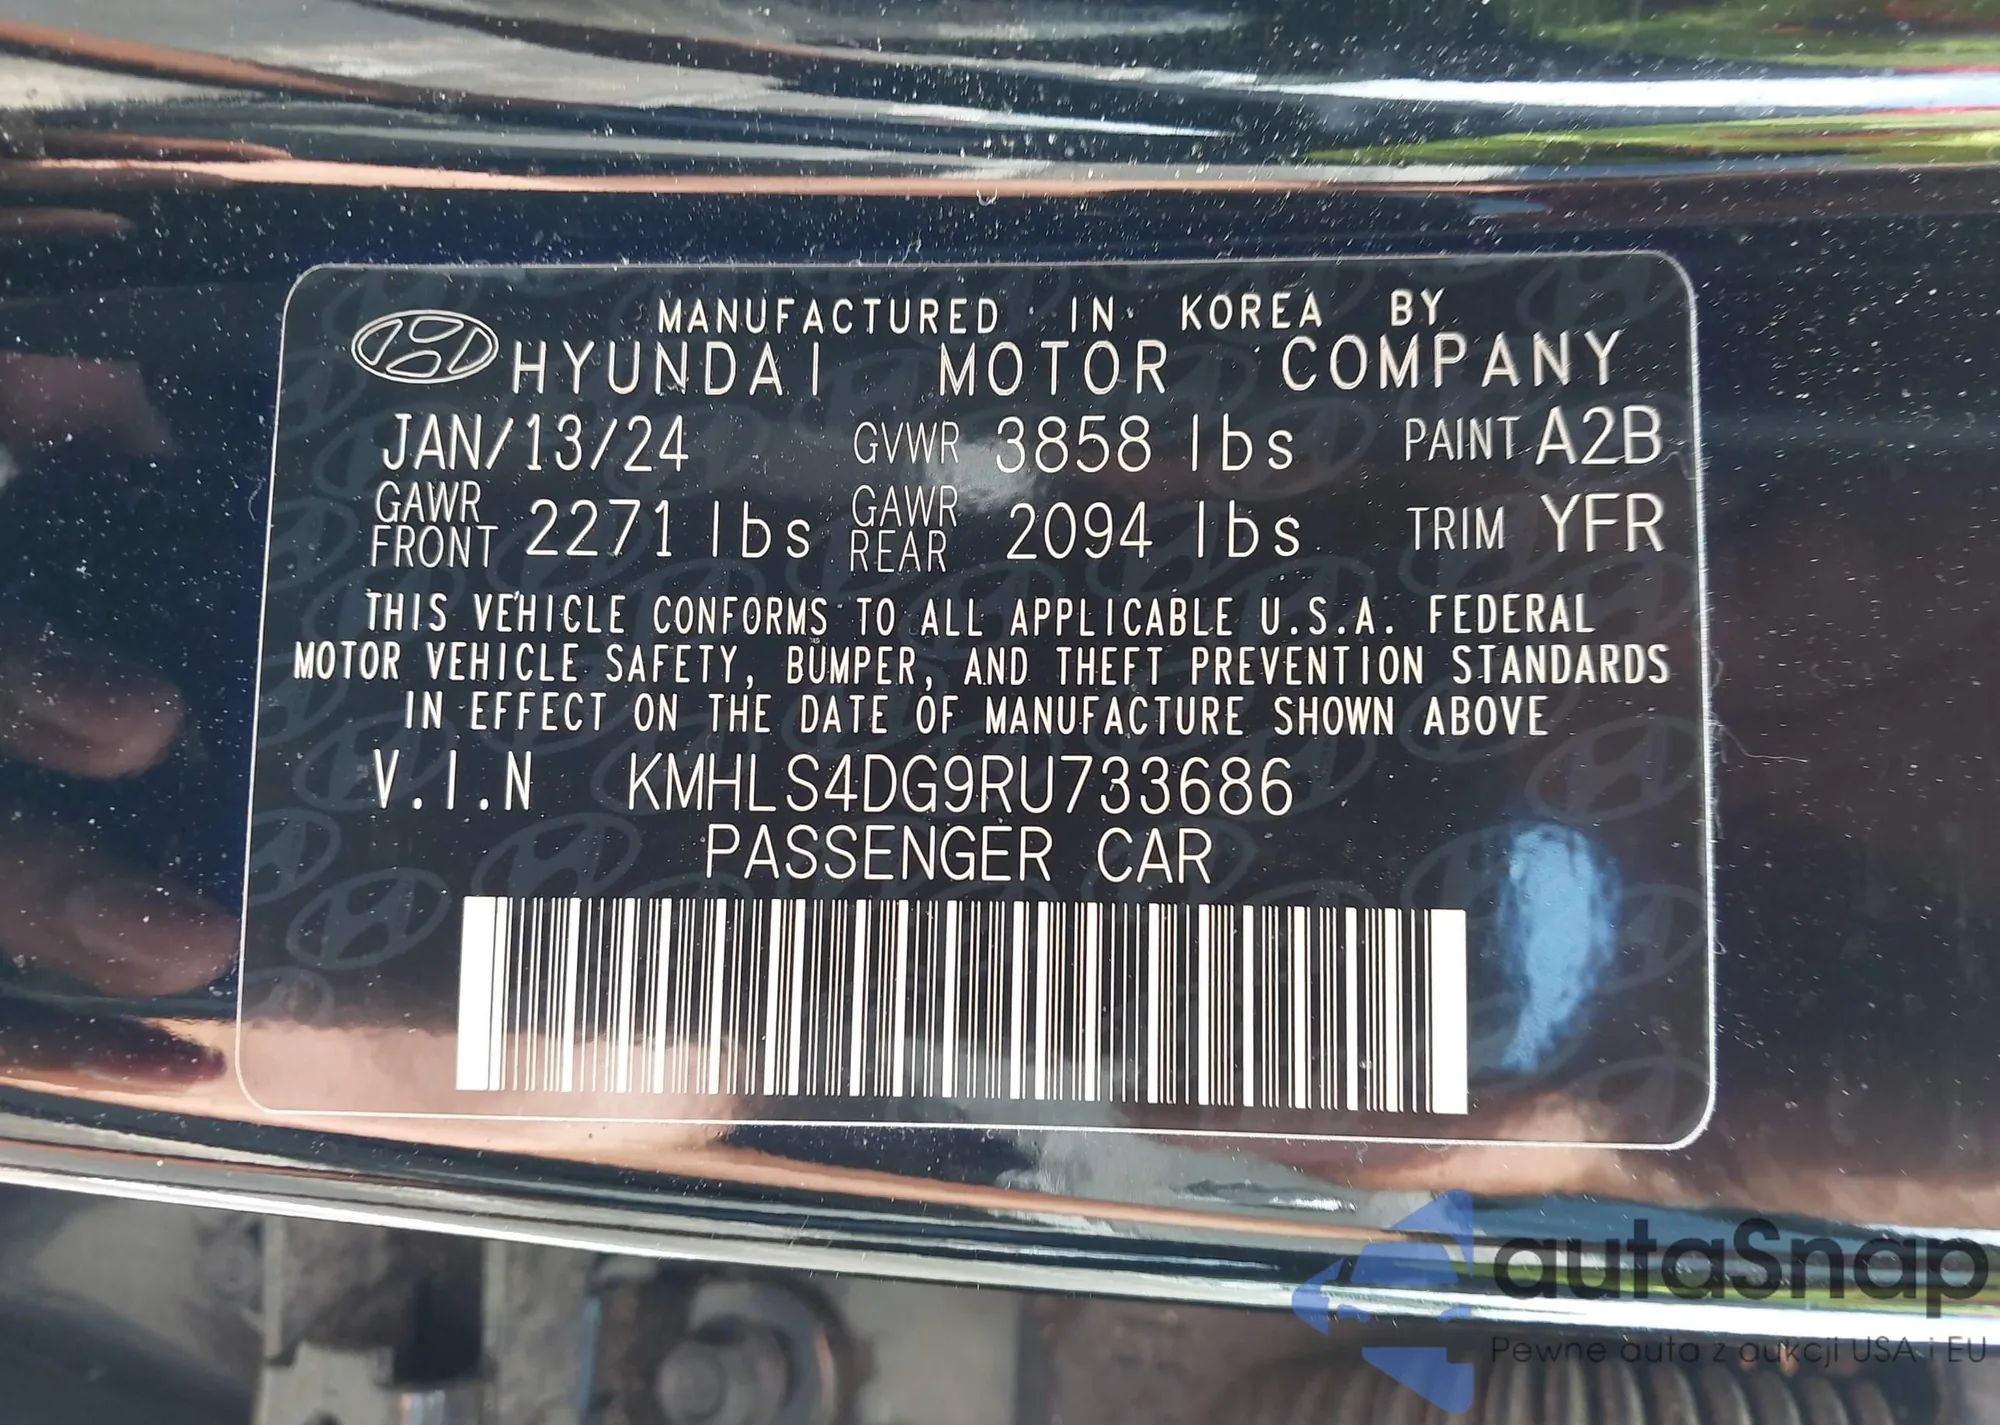 MANUFACTURED IN KOREA BY
HYUNDAI MOTOR COMPANY
JAN/13/24 GVWR 3858 lbs PAINT A2B
GAWR FRONT 2271 lbs GAWR REAR 2094 lbs TRIM YFR
THIS VEHICLE CONFORMS TO ALL APPLICABLE U.S.A. FEDERAL
MOTOR VEHICLE SAFETY, BUMPER, AND THEFT PREVENTION STANDARDS
IN EFFECT ON THE DATE OF MANUFACTURE SHOWN ABOVE
V.I.N KMHLS4DG9RU733686
PASSENGER CAR
autaSnap
Pewne auta z aukcji USA i EU